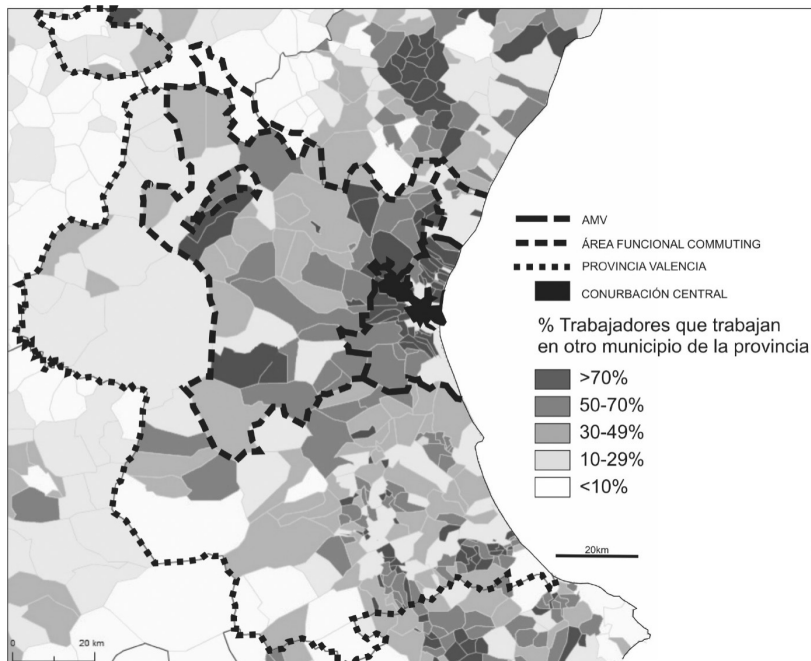 AMV
ÁREA FUNCIONAL COMMUTING
PROVINCIA VALENCIA
CONURBACIÓN CENTRAL
% Trabajadores que trabajan
en otro municipio de la provincia
>70%
50-70%
30-49%
10-29%
<10%
20km
0 20 km